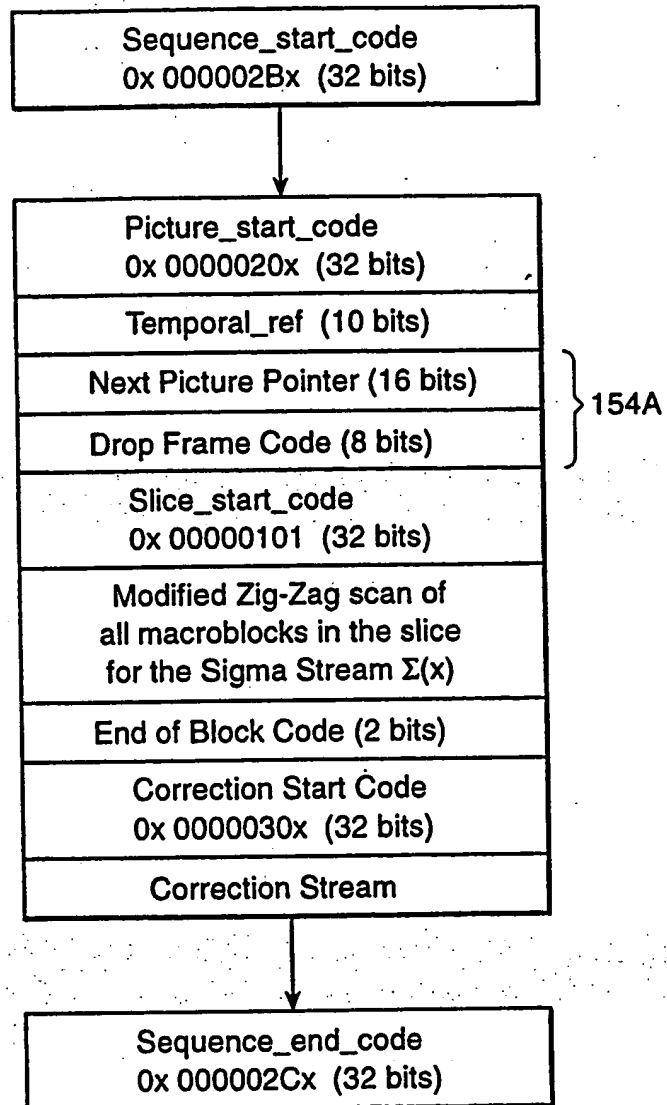 Sequence_start_code
0x 000002Bx (32 bits)
Picture_start_code
0x 0000020x (32 bits)
Temporal_ref (10 bits)
Next Picture Pointer (16 bits)
154A
Drop Frame Code (8 bits)
Slice_start_code
0x 00000101 (32 bits)
Modified Zig-Zag scan of
all macroblocks in the slice
for the Sigma Stream Σ(x)
End of Block Code (2 bits)
Correction Start Code
0x 0000030x (32 bits)
Correction Stream
Sequence_end_code
0x 000002Cx (32 bits)